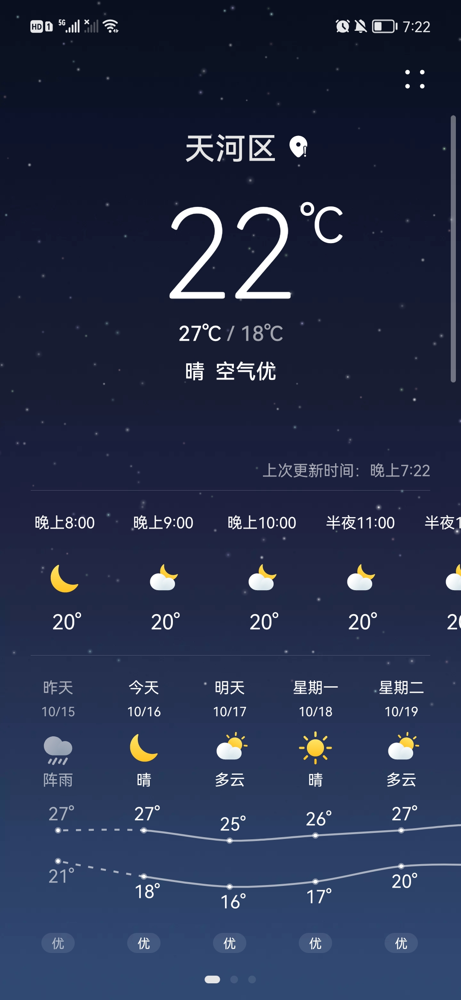 HD 1 5G 7:22
天河区
22℃
27℃ / 18℃
晴 空气优
上次更新时间：晚上7:22
晚上8:00 晚上9:00 晚上10:00 半夜11:00 半夜1
20° 20° 20° 20° 20
昨天 今天 明天 星期一 星期二
10/15 10/16 10/17 10/18 10/19
阵雨 晴 多云 晴 多云
27° 27° 25° 26° 27°
21° 18° 16° 17° 20°
优 优 优 优 优